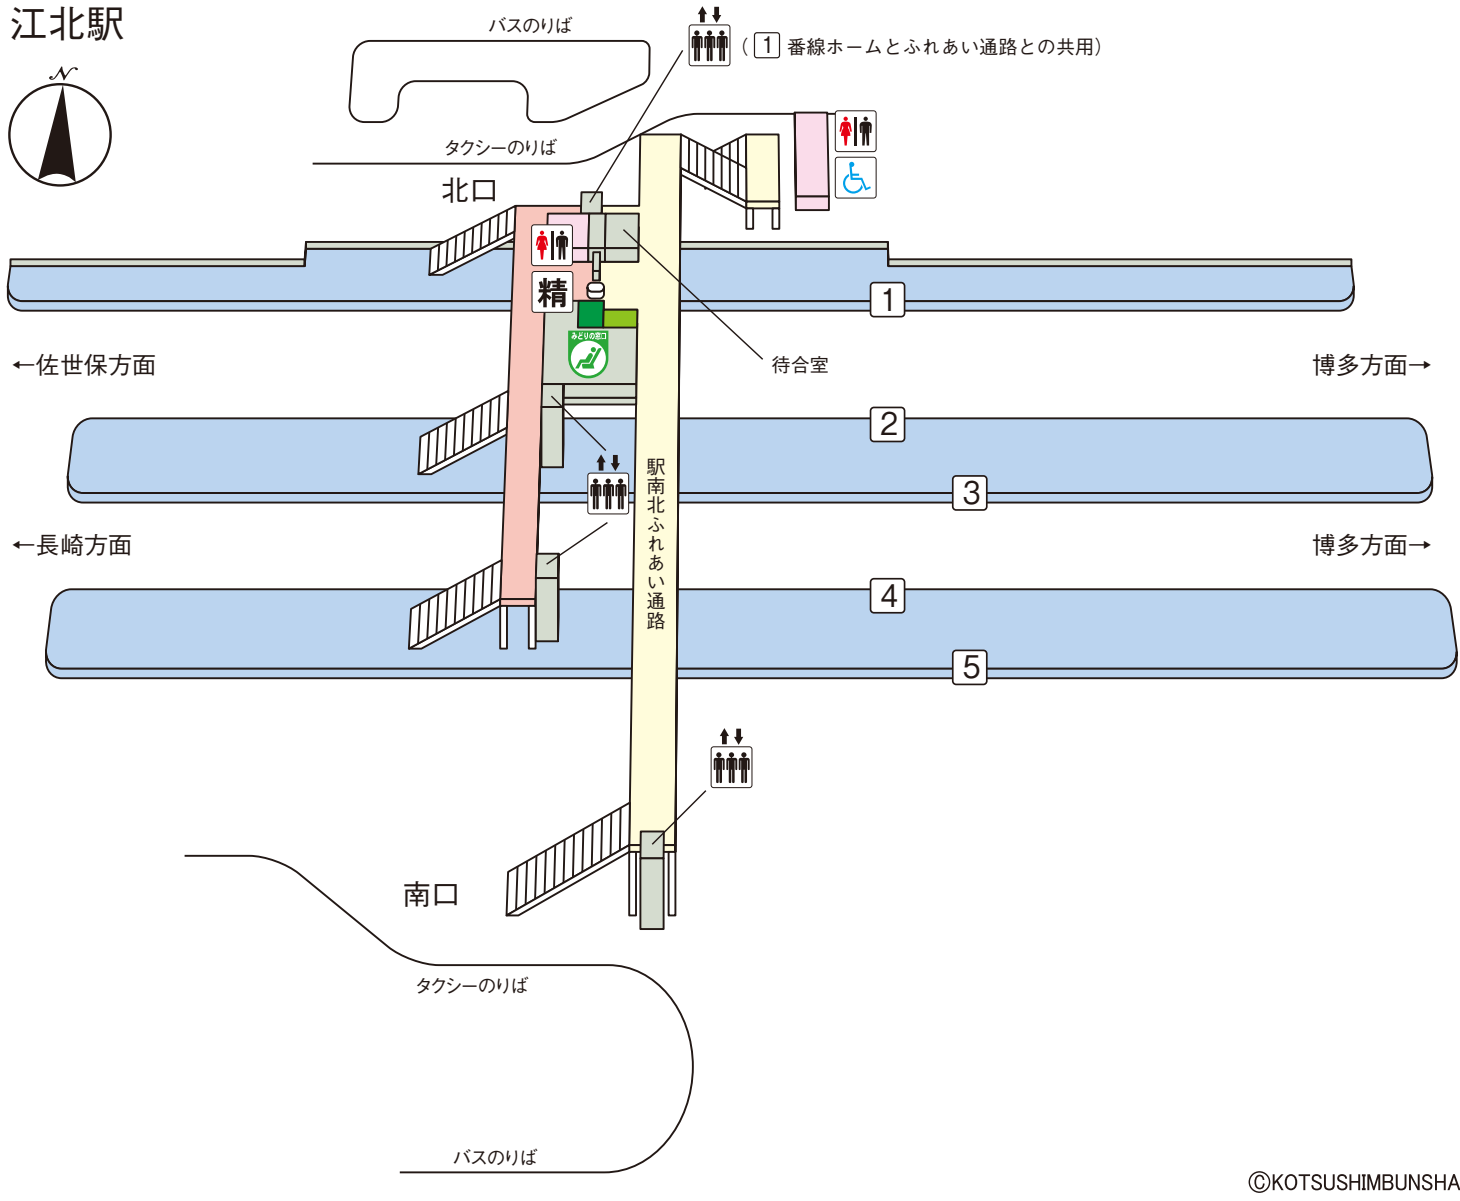 江北駅
N
バスのりば
(1 番線ホームとふれあい通路との共用)
タクシーのりば
北口
精
1
みどりの窓口
←佐世保方面
待合室
博多方面→
2
駅南北ふれあい通路
3
←長崎方面
博多方面→
4
5
南口
タクシーのりば
バスのりば
©KOTSUSHIMBUNSHA